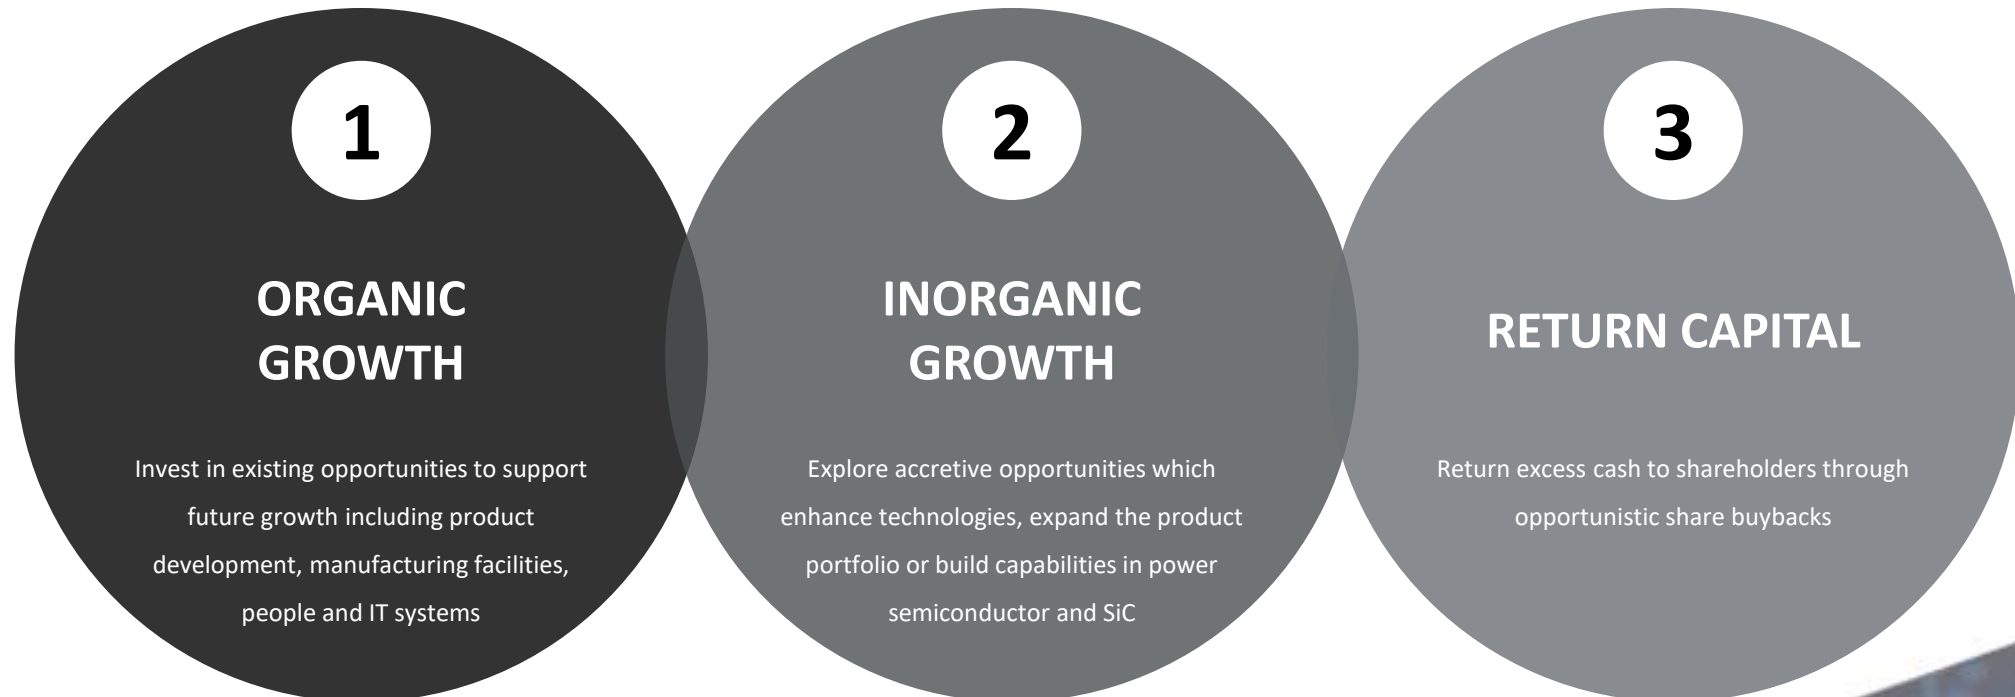 1
ORGANIC
GROWTH
Invest in existing opportunities to support
future growth including product
development, manufacturing facilities,
people and IT systems
2
INORGANIC
GROWTH
Explore accretive opportunities which
enhance technologies, expand the product
portfolio or build capabilities in power
semiconductor and SiC
3
RETURN CAPITAL
Return excess cash to shareholders through
opportunistic share buybacks